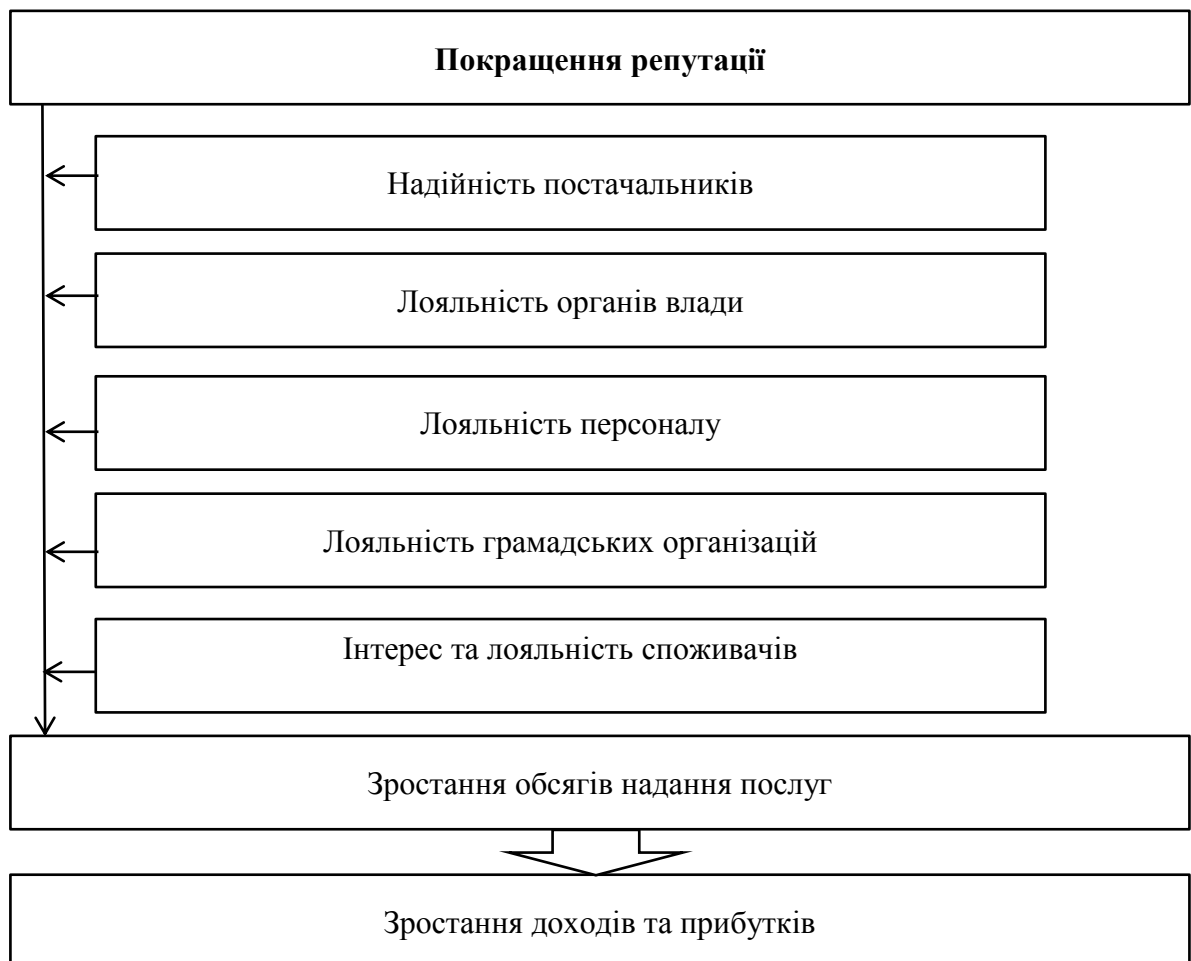 Покращення репутації
Надійність постачальників
Лояльність органів влади
Лояльність персоналу
Лояльність грамадських організацій
Інтерес та лояльність споживачів
Зростання обсягів надання послуг
Зростання доходів та прибутків